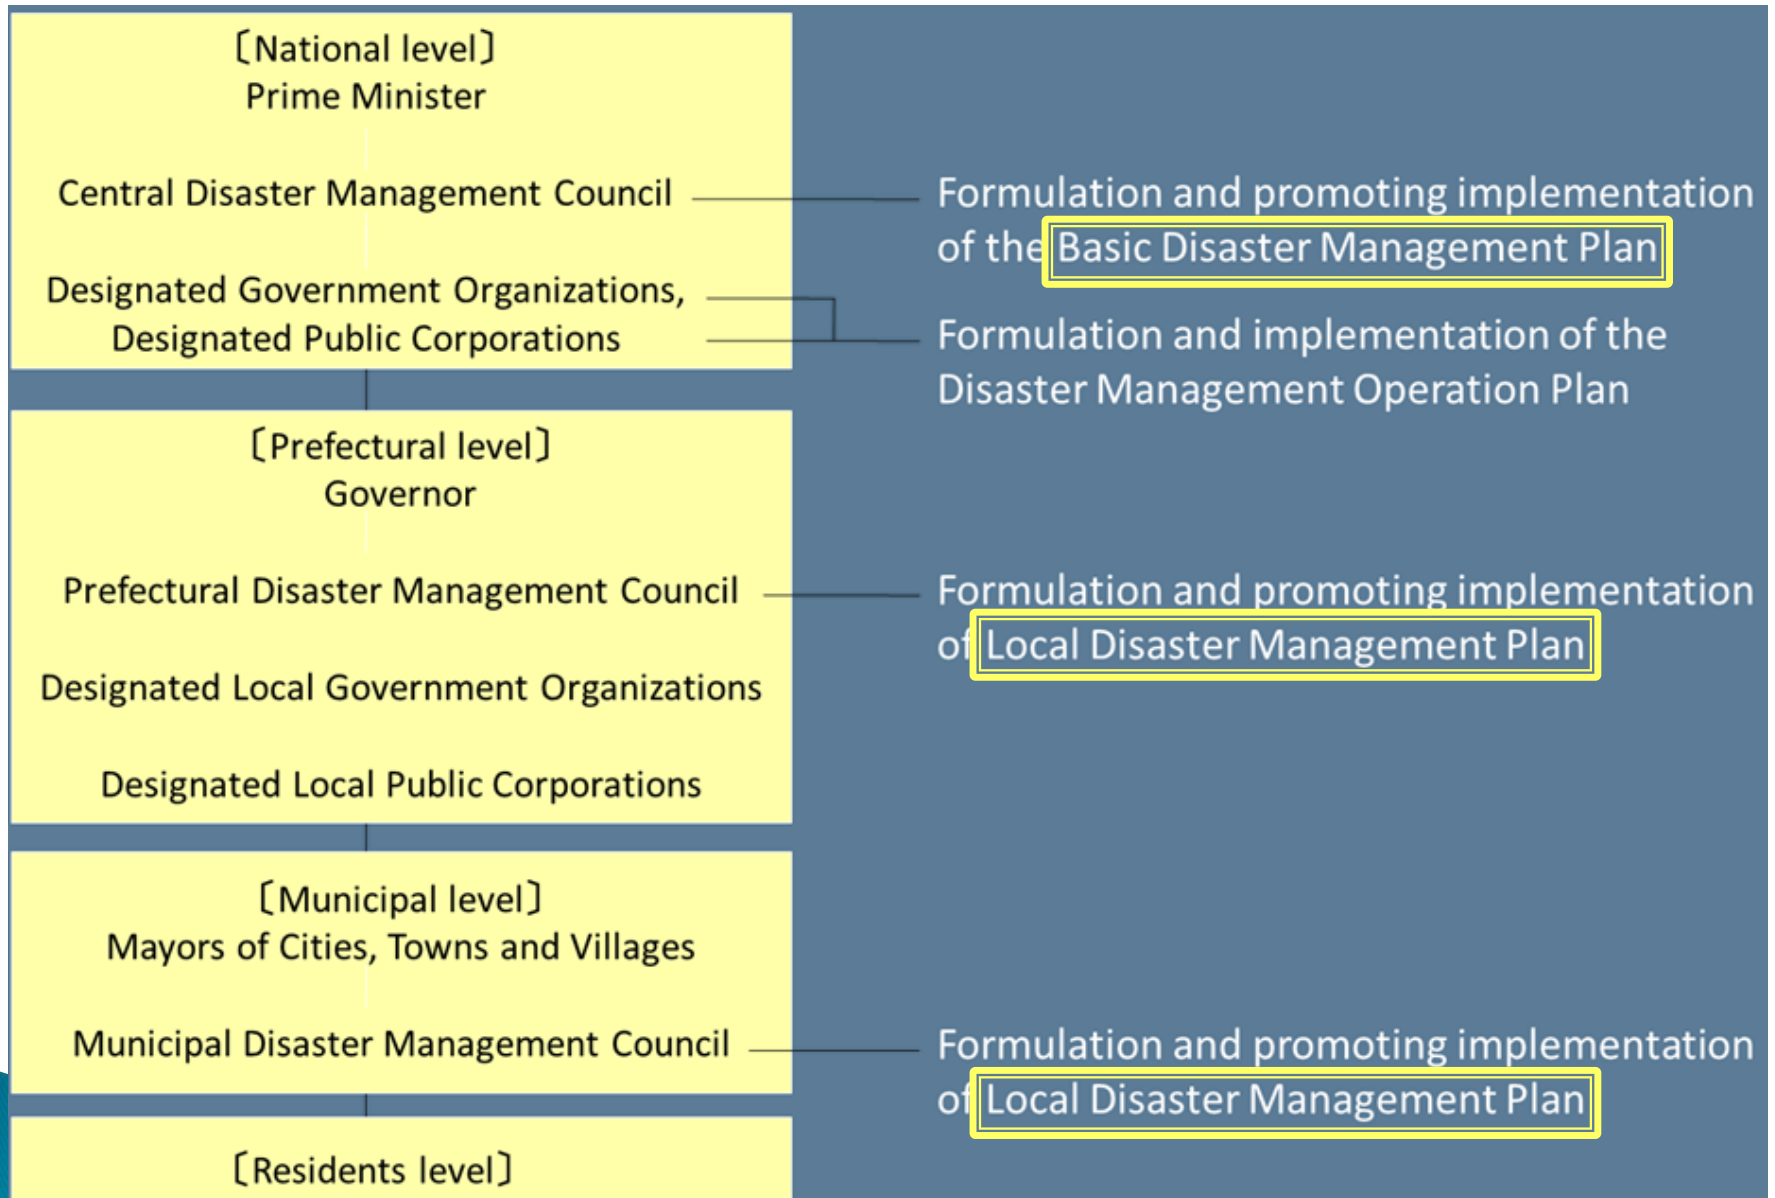 〔National level〕
Prime Minister
Central Disaster Management Council
Formulation and promoting implementation
of the Basic Disaster Management Plan
Designated Government Organizations,
Designated Public Corporations
Formulation and implementation of the
Disaster Management Operation Plan
〔Prefectural level〕
Governor
Prefectural Disaster Management Council
Formulation and promoting implementation
of Local Disaster Management Plan
Designated Local Government Organizations
Designated Local Public Corporations
〔Municipal level〕
Mayors of Cities, Towns and Villages
Municipal Disaster Management Council
Formulation and promoting implementation
of Local Disaster Management Plan
〔Residents level〕